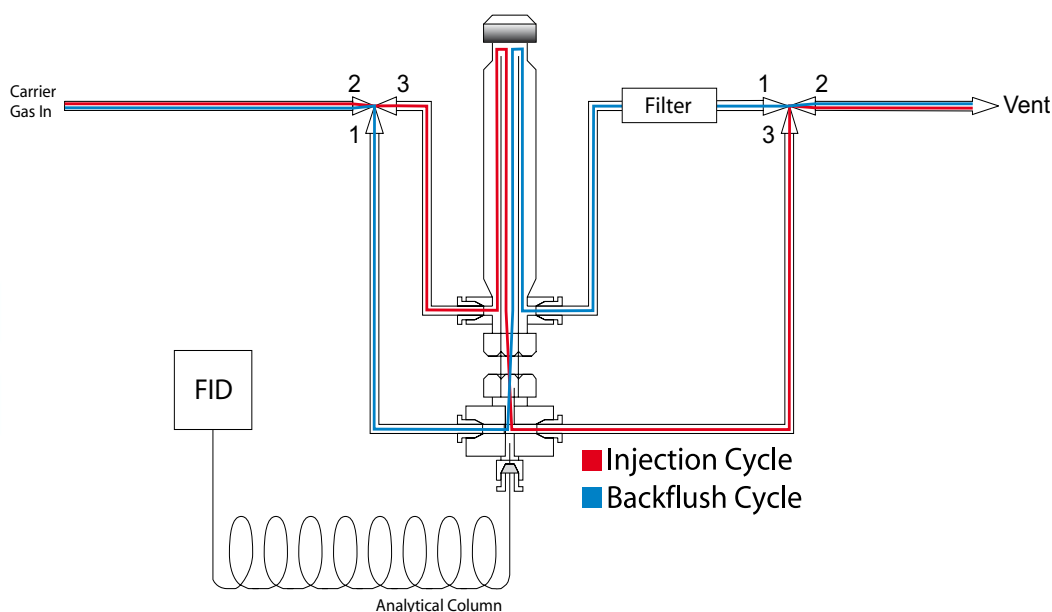 Carrier
Gas In
2
3
1
1
2
3
Filter
Vent
FID
Injection Cycle
Backflush Cycle
Analytical Column